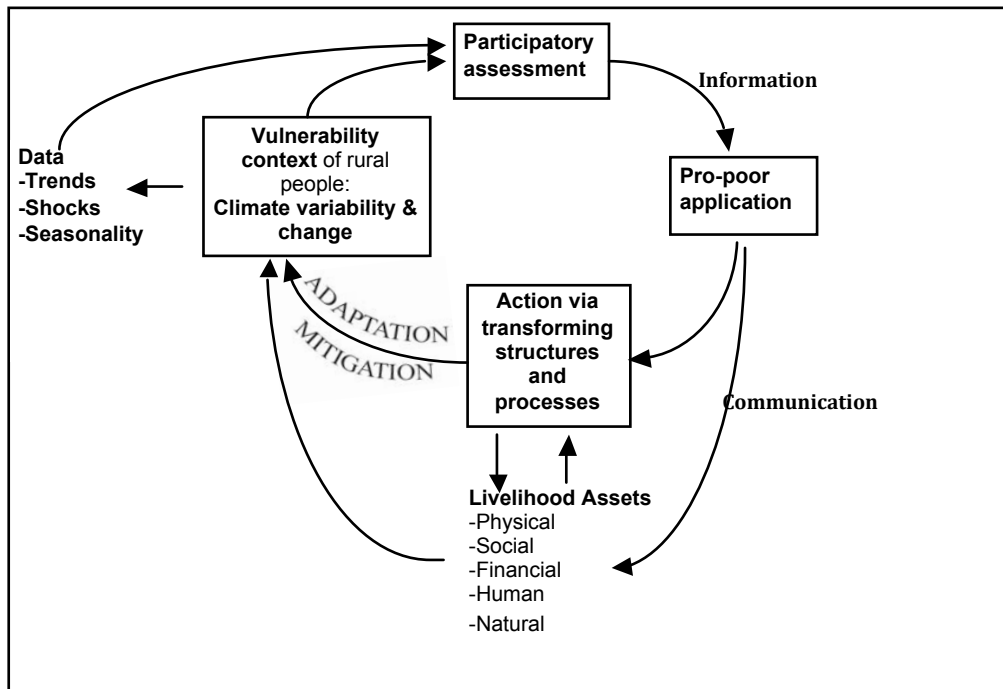 Participatory
assessment
Information
Vulnerability
context of rural
people:
Climate variability &
change
Data
-Trends
-Shocks
-Seasonality
Pro-poor
application
ADAPTATION
MITIGATION
Action via
transforming
structures
and
processes
Communication
Livelihood Assets
-Physical
-Social
-Financial
-Human
-Natural